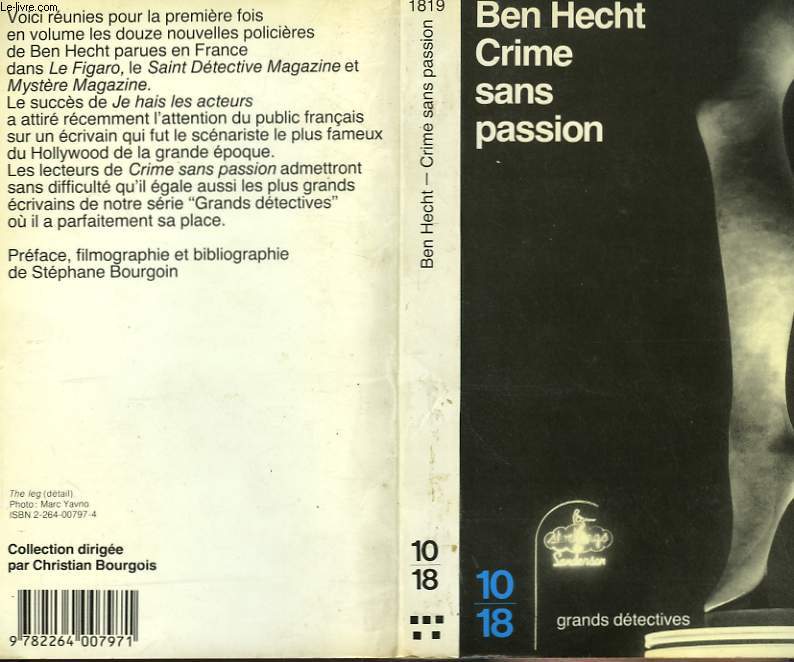 Le-livre.com
Voici réunies pour la première fois
en volume les douze nouvelles policières
de Ben Hecht parues en France
dans Le Figaro, le Saint Détective Magazine et
Mystère Magazine.
Le succès de Je hais les acteurs
a attiré récemment l'attention du public français
sur un écrivain qui fut le scénariste le plus fameux
du Hollywood de la grande époque.
Les lecteurs de Crime sans passion admettront
sans difficulté qu'il égale aussi les plus grands
écrivains de notre série "Grands détectives"
où il a parfaitement sa place.
Préface, filmographie et bibliographie
de Stéphane Bourgoin
The leg (détail)
Photo: Marc Yavno
ISBN 2-264-00797-4
Collection dirigée
par Christian Bourgois
9 782264 007971
1819
Ben Hecht – Crime sans passion
10
18
Ben Hecht
Crime
sans
passion
Sanderson
10
18
grands détectives